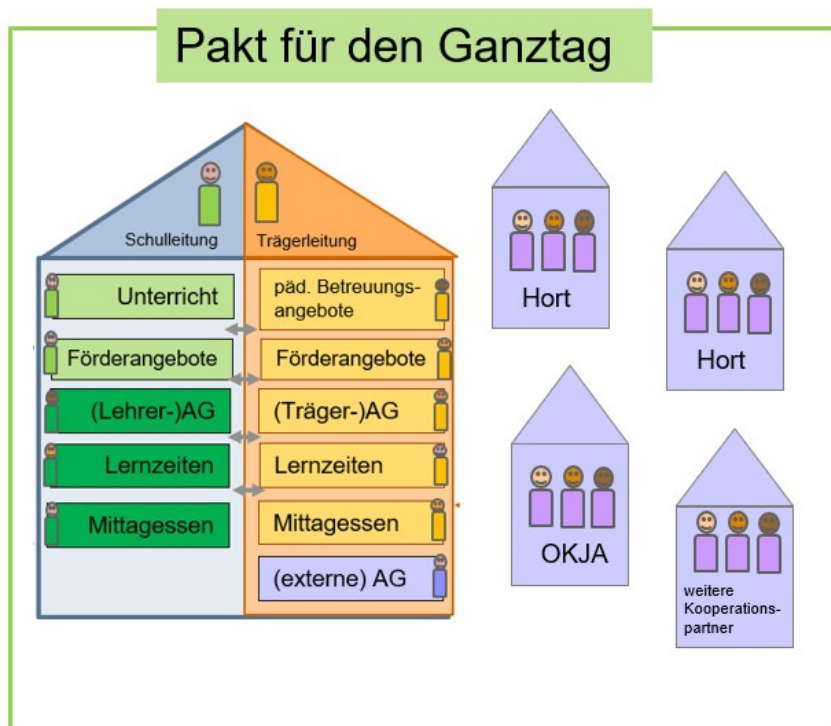 Pakt für den Ganztag
Schulleitung
Trägerleitung
Unterricht
päd. Betreuungs-
angebote
Förderangebote
Förderangebote
(Lehrer-)AG
(Träger-)AG
Lernzeiten
Lernzeiten
Mittagessen
Mittagessen
(externe) AG
Hort
Hort
OKJA
weitere
Kooperations-
partner